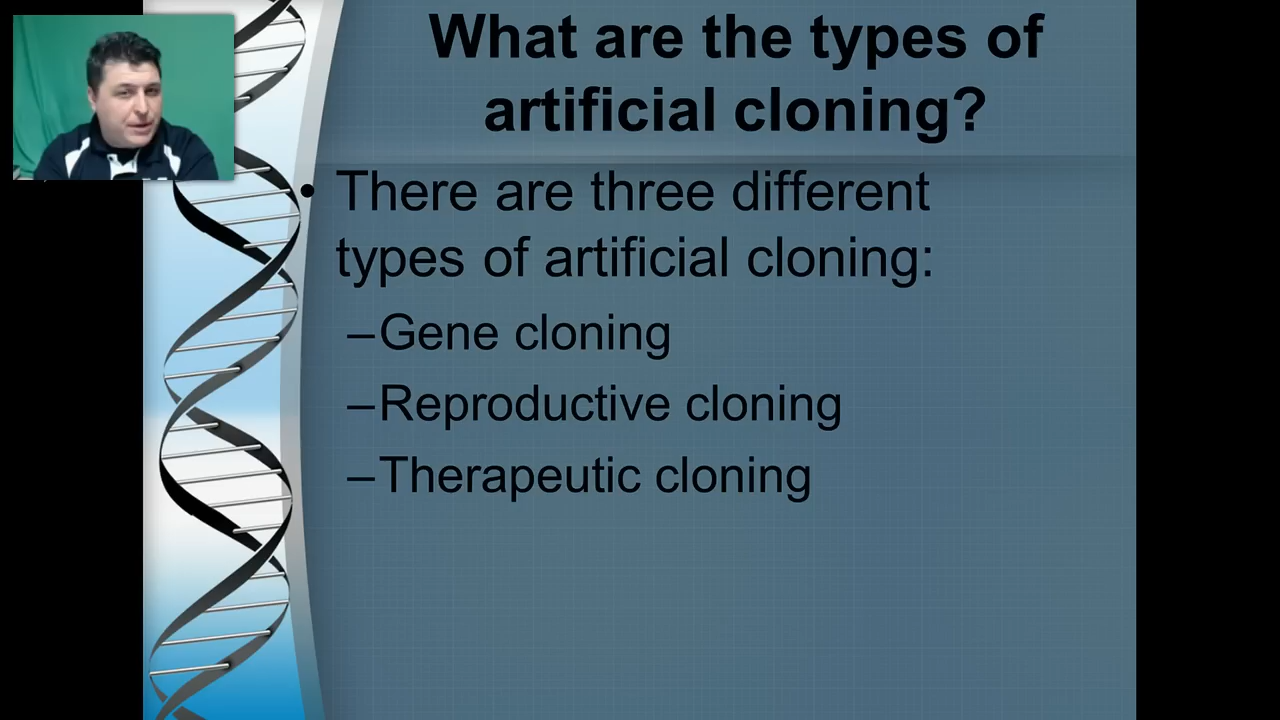 What are the types of
artificial cloning?
• There are three different
types of artificial cloning:
–Gene cloning
–Reproductive cloning
–Therapeutic cloning